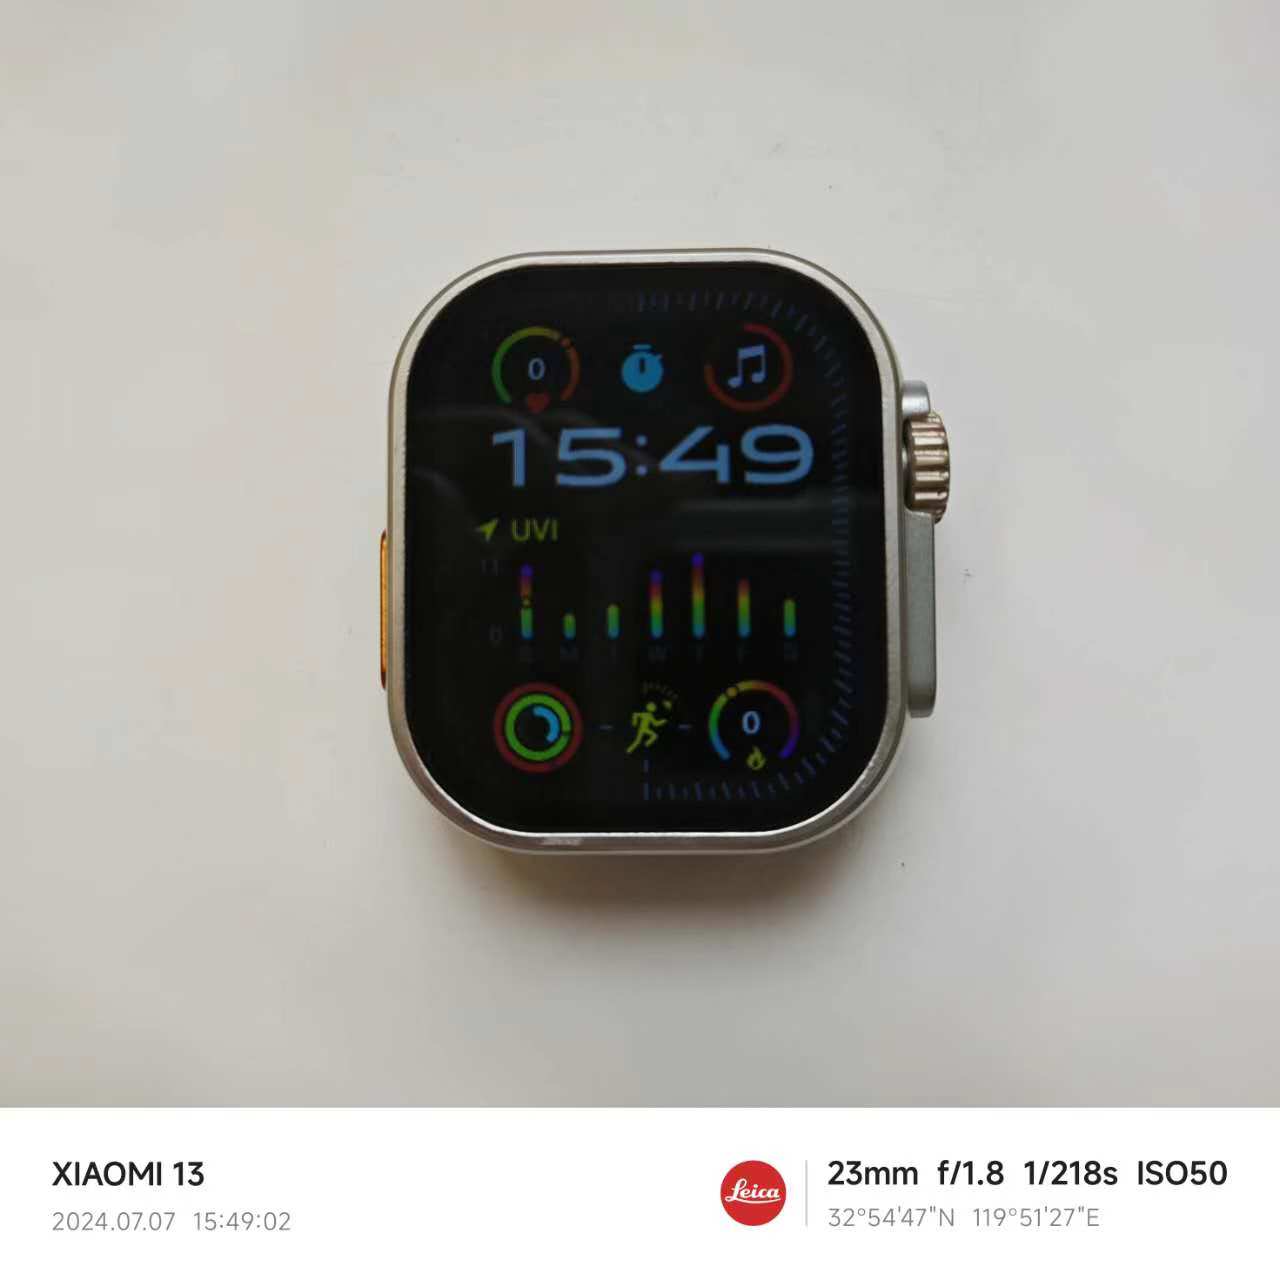 0
15:49
UVI
11
0
S M T W T F S
0
XIAOMI 13
2024.07.07 15:49:02
Leica
23mm f/1.8 1/218s ISO50
32°54'47"N 119°51'27"E